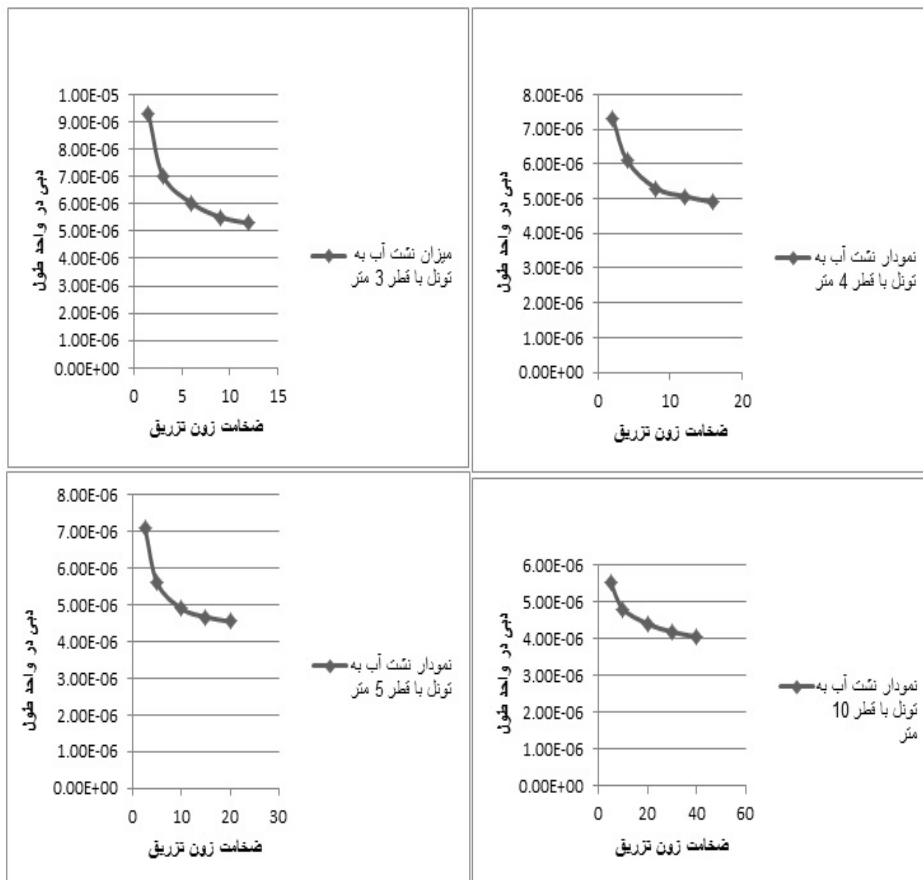 1.00E-05
9.00E-06
8.00E-06
7.00E-06
6.00E-06
5.00E-06
4.00E-06
3.00E-06
2.00E-06
1.00E-06
0.00E+00
دبی در واحد طول
0 5 10 15
ضخامت زون تزریق
میزان نشت آب به
تونل با قطر 3 متر
8.00E-06
7.00E-06
6.00E-06
5.00E-06
4.00E-06
3.00E-06
2.00E-06
1.00E-06
0.00E+00
دبی در واحد طول
0 10 20
ضخامت زون تزریق
نمودار نشت آب به
تونل با قطر 4 متر
8.00E-06
7.00E-06
6.00E-06
5.00E-06
4.00E-06
3.00E-06
2.00E-06
1.00E-06
0.00E+00
دبی در واحد طول
0 10 20 30
ضخامت زون تزریق
نمودار نشت آب به
تونل با قطر 5 متر
6.00E-06
5.00E-06
4.00E-06
3.00E-06
2.00E-06
1.00E-06
0.00E+00
دبی در واحد طول
0 20 40 60
ضخامت زون تزریق
نمودار نشت آب به
تونل با قطر 10
متر